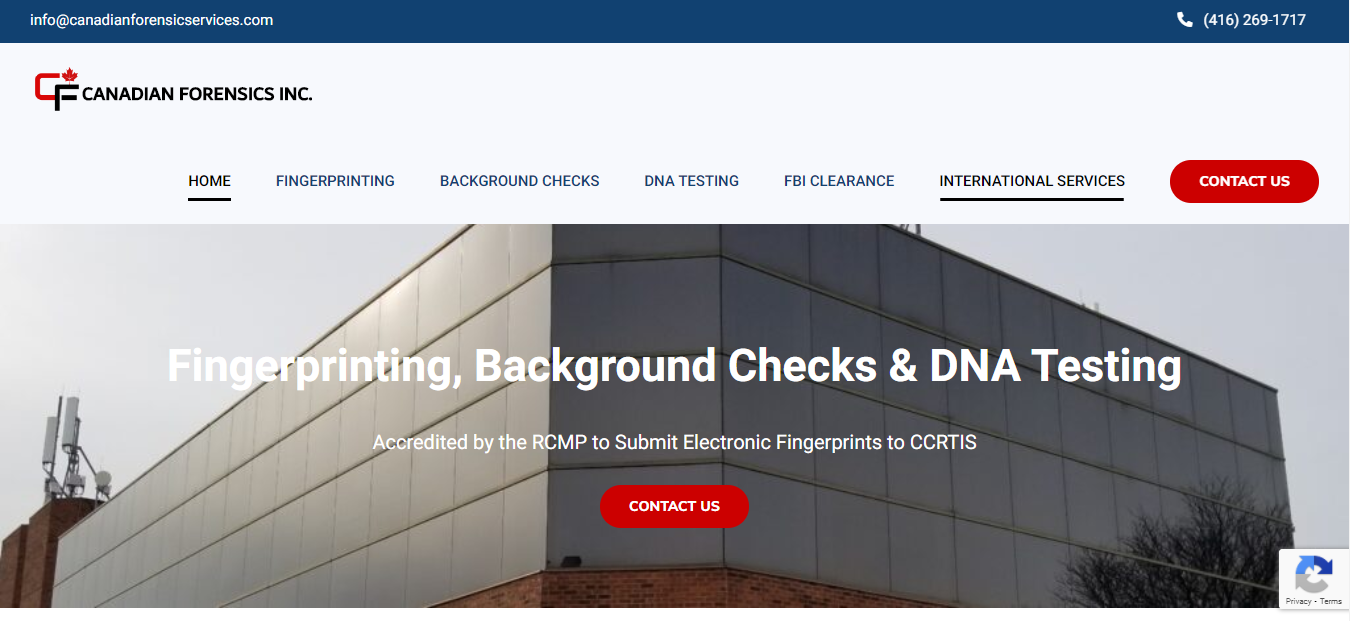 info@canadianforensicservices.com
(416) 269-1717
CF CANADIAN FORENSICS INC.
HOME
FINGERPRINTING
BACKGROUND CHECKS
DNA TESTING
FBI CLEARANCE
INTERNATIONAL SERVICES
CONTACT US
Fingerprinting, Background Checks & DNA Testing
Accredited by the RCMP to Submit Electronic Fingerprints to CCRTIS
CONTACT US
Privacy - Terms